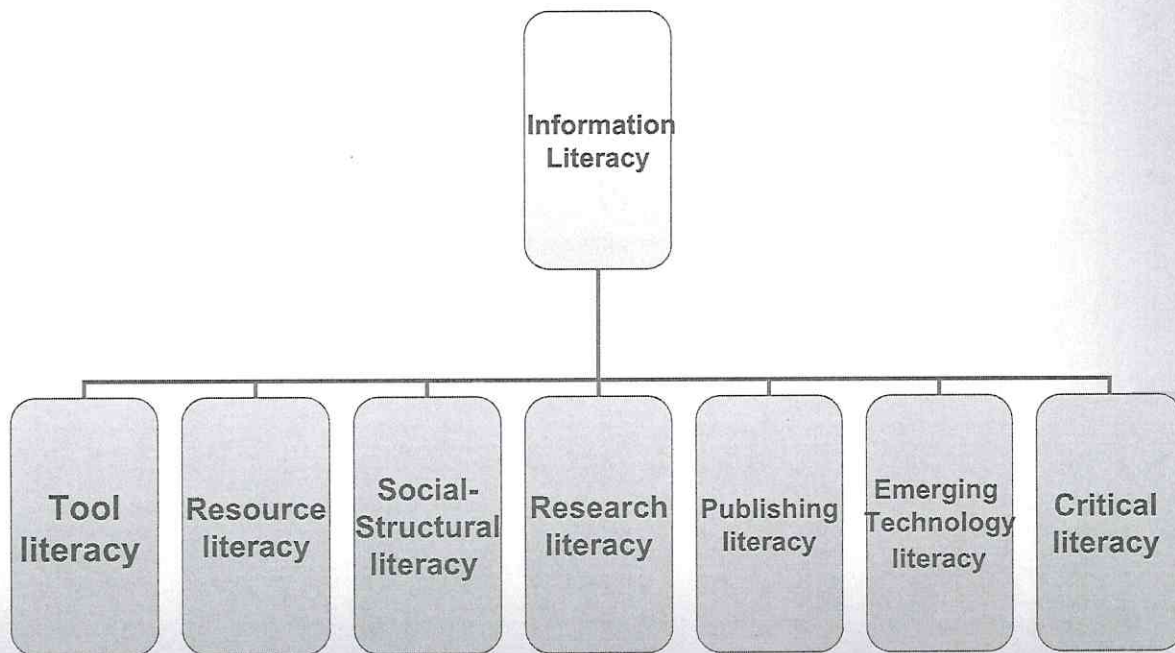 Information
Literacy
Tool
literacy
Resource
literacy
Social-
Structural
literacy
Research
literacy
Publishing
literacy
Emerging
Technology
literacy
Critical
literacy